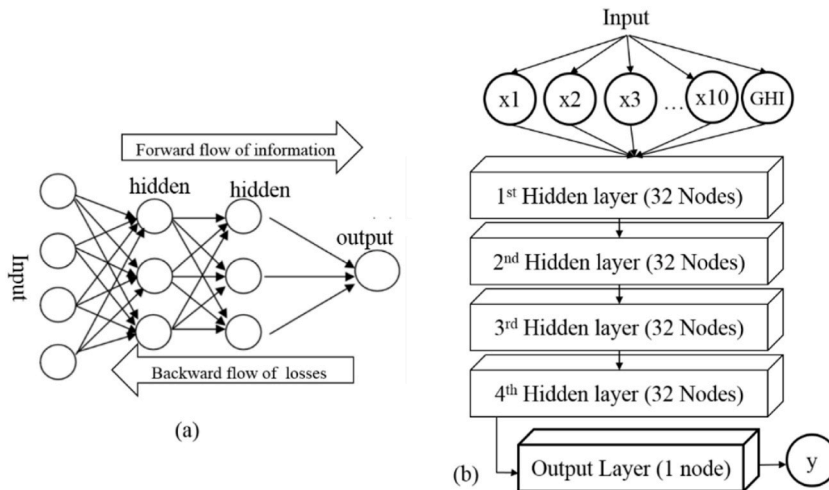 Forward flow of information
hidden
hidden
output
Input
Backward flow of losses
(a)
Input
x1 x2 x3 ... x10 GHI
1st Hidden layer (32 Nodes)
2nd Hidden layer (32 Nodes)
3rd Hidden layer (32 Nodes)
4th Hidden layer (32 Nodes)
Output Layer (1 node)
y
(b)